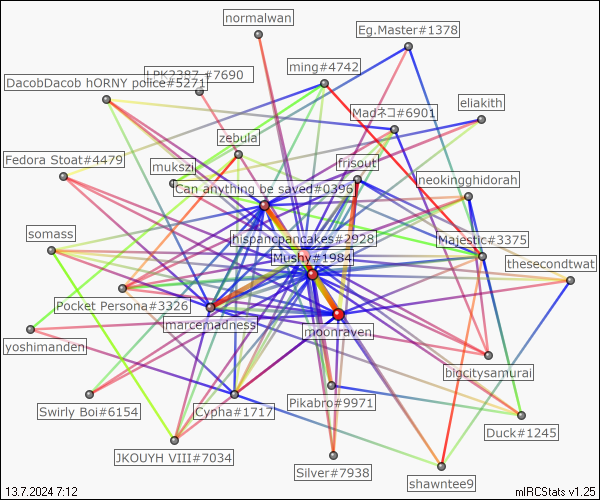 normalwan
Eg.Master#1378
LPK2387 #7690
ming#4742
DacobDacob hORNY police#5271
eliakith
Madネコ#6901
zebula
Fedora Stoat#4479
mukszi
frisout
neokingghidorah
Can anything be saved#0396
somass
hispancpancakes#2928
Majestic#3375
Mushy#1984
thesecondtwat
Pocket Persona#3326
marcemadness
moonraven
yoshimanden
bigcitysamurai
Swirly Boi#6154
Cypha#1717
Pikabro#9971
Duck#1245
JKOUYH VIII#7034
Silver#7938
shawntee9
13.7.2024 7:12
mIRCStats v1.25